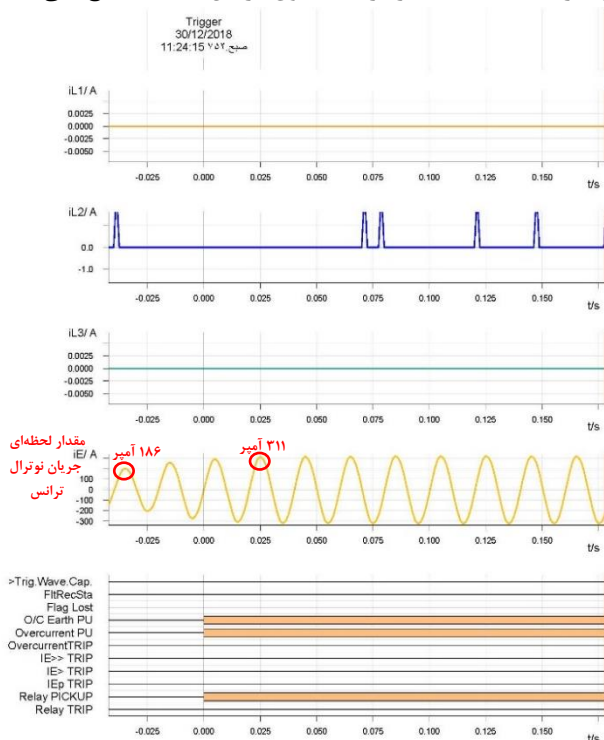 Trigger
30/12/2018
11:24:15 صبح.۷۵۲
iL1/ A
0.0025
0.0000
-0.0025
-0.0050
-0.025 0.000 0.025 0.050 0.075 0.100 0.125 0.150
t/s
iL2/ A
0.0
-1.0
-0.025 0.000 0.025 0.050 0.075 0.100 0.125 0.150
t/s
iL3/ A
0.0025
0.0000
-0.0025
-0.0050
-0.025 0.000 0.025 0.050 0.075 0.100 0.125 0.150
t/s
مقدار لحظه‌ای
جریان نوترال
ترانس
۱۸۶ آمپر
۳۱۱ آمپر
iE/ A
100
0
-100
-200
-300
-0.025 0.000 0.025 0.050 0.075 0.100 0.125 0.150
t/s
>Trig.Wave.Cap.
FltRecSta
Flag Lost
O/C Earth PU
Overcurrent PU
OvercurrentTRIP
IE>> TRIP
IE> TRIP
IEp TRIP
Relay PICKUP
Relay TRIP
-0.025 0.000 0.025 0.050 0.075 0.100 0.125 0.150
t/s